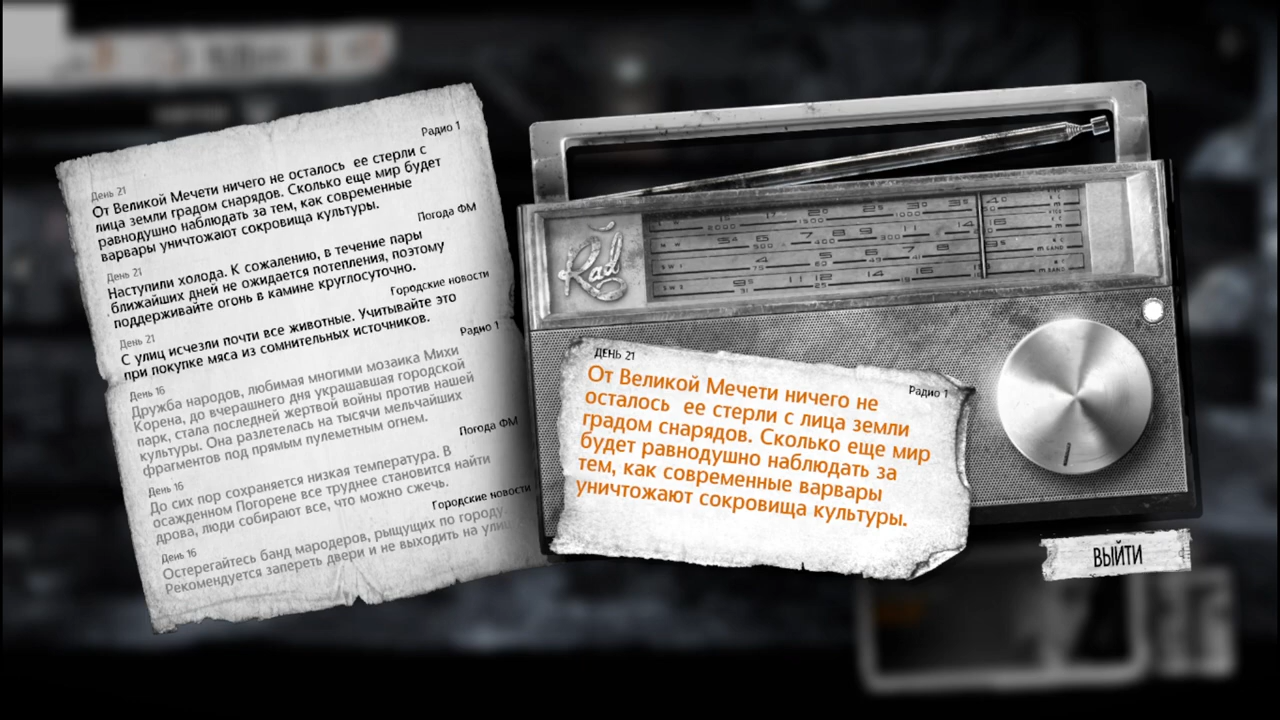 Радио 1
День 21
От Великой Мечети ничего не осталось ее стерли с
лица земли градом снарядов. Сколько еще мир будет
равнодушно наблюдать за тем, как современные
варвары уничтожают сокровища культуры.
Погода ФМ
День 21
Наступили холода. К сожалению, в течение пары
ближайших дней не ожидается потепления, поэтому
поддерживайте огонь в камине круглосуточно.
Городские новости
День 21
С улиц исчезли почти все животные. Учитывайте это
при покупке мяса из сомнительных источников.
Радио 1
День 16
Дружба народов, любимая многими мозаика Михи
Корена, до вчерашнего дня украшавшая городской
парк, стала последней жертвой войны против нашей
культуры. Она разлетелась на тысячи мельчайших
фрагментов под прямым пулеметным огнем.
Погода ФМ
День 16
До сих пор сохраняется низкая температура. В
осажденном Погорене все труднее становится найти
дрова, люди собирают все, что можно сжечь.
Городские новости
День 16
Остерегайтесь банд мародеров, рыщущих по городу.
Рекомендуется запереть двери и не выходить на
Rad
ДЕНЬ 21
Радио 1
От Великой Мечети ничего не
осталось ее стерли с лица земли
градом снарядов. Сколько еще мир
будет равнодушно наблюдать за
тем, как современные варвары
уничтожают сокровища культуры.
ВЫЙТИ